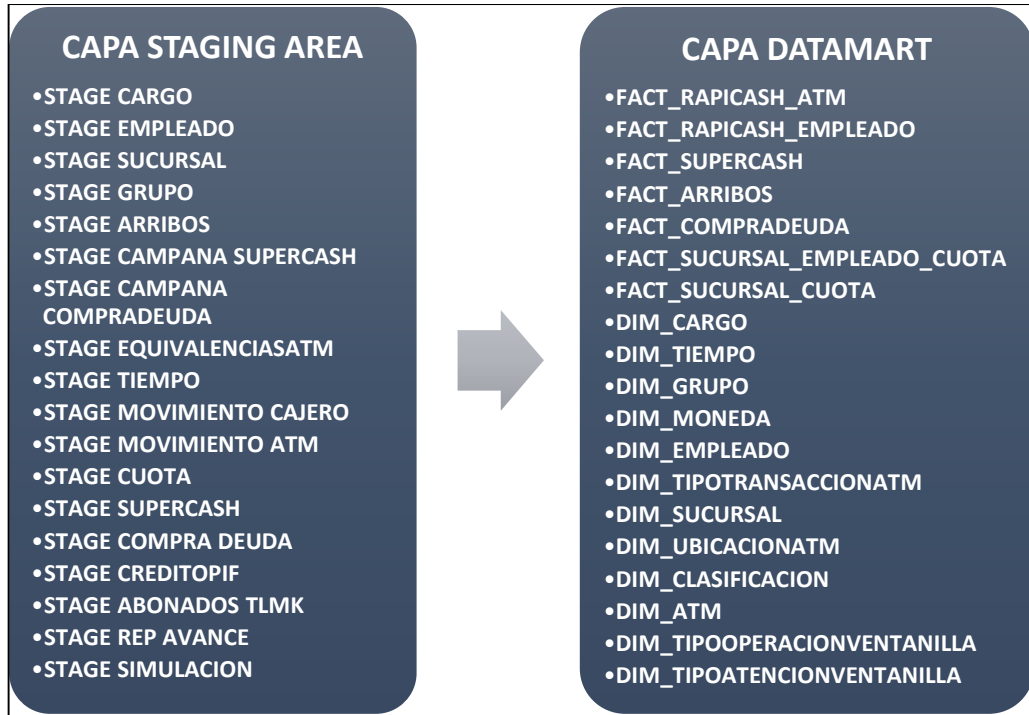 CAPA STAGING AREA
•STAGE CARGO
•STAGE EMPLEADO
•STAGE SUCURSAL
•STAGE GRUPO
•STAGE ARRIBOS
•STAGE CAMPANA SUPERCASH
•STAGE CAMPANA
COMPRADEUDA
•STAGE EQUIVALENCIASATM
•STAGE TIEMPO
•STAGE MOVIMIENTO CAJERO
•STAGE MOVIMIENTO ATM
•STAGE CUOTA
•STAGE SUPERCASH
•STAGE COMPRA DEUDA
•STAGE CREDITOPIF
•STAGE ABONADOS TLMK
•STAGE REP AVANCE
•STAGE SIMULACION
CAPA DATAMART
•FACT_RAPICASH_ATM
•FACT_RAPICASH_EMPLEADO
•FACT_SUPERCASH
•FACT_ARRIBOS
•FACT_COMPRADEUDA
•FACT_SUCURSAL_EMPLEADO_CUOTA
•FACT_SUCURSAL_CUOTA
•DIM_CARGO
•DIM_TIEMPO
•DIM_GRUPO
•DIM_MONEDA
•DIM_EMPLEADO
•DIM_TIPOTRANSACCIONATM
•DIM_SUCURSAL
•DIM_UBICACIONATM
•DIM_CLASIFICACION
•DIM_ATM
•DIM_TIPOOPERACIONVENTANILLA
•DIM_TIPOATENCIONVENTANILLA